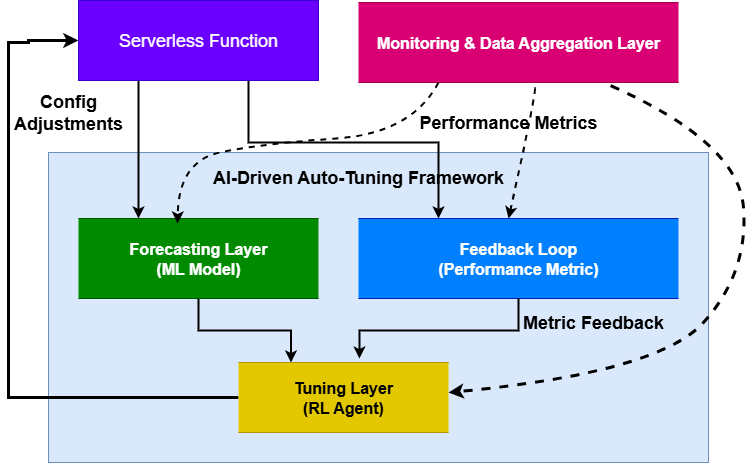 Serverless Function
Monitoring & Data Aggregation Layer
Config
Adjustments
Performance Metrics
AI-Driven Auto-Tuning Framework
Forecasting Layer
(ML Model)
Feedback Loop
(Performance Metric)
Metric Feedback
Tuning Layer
(RL Agent)